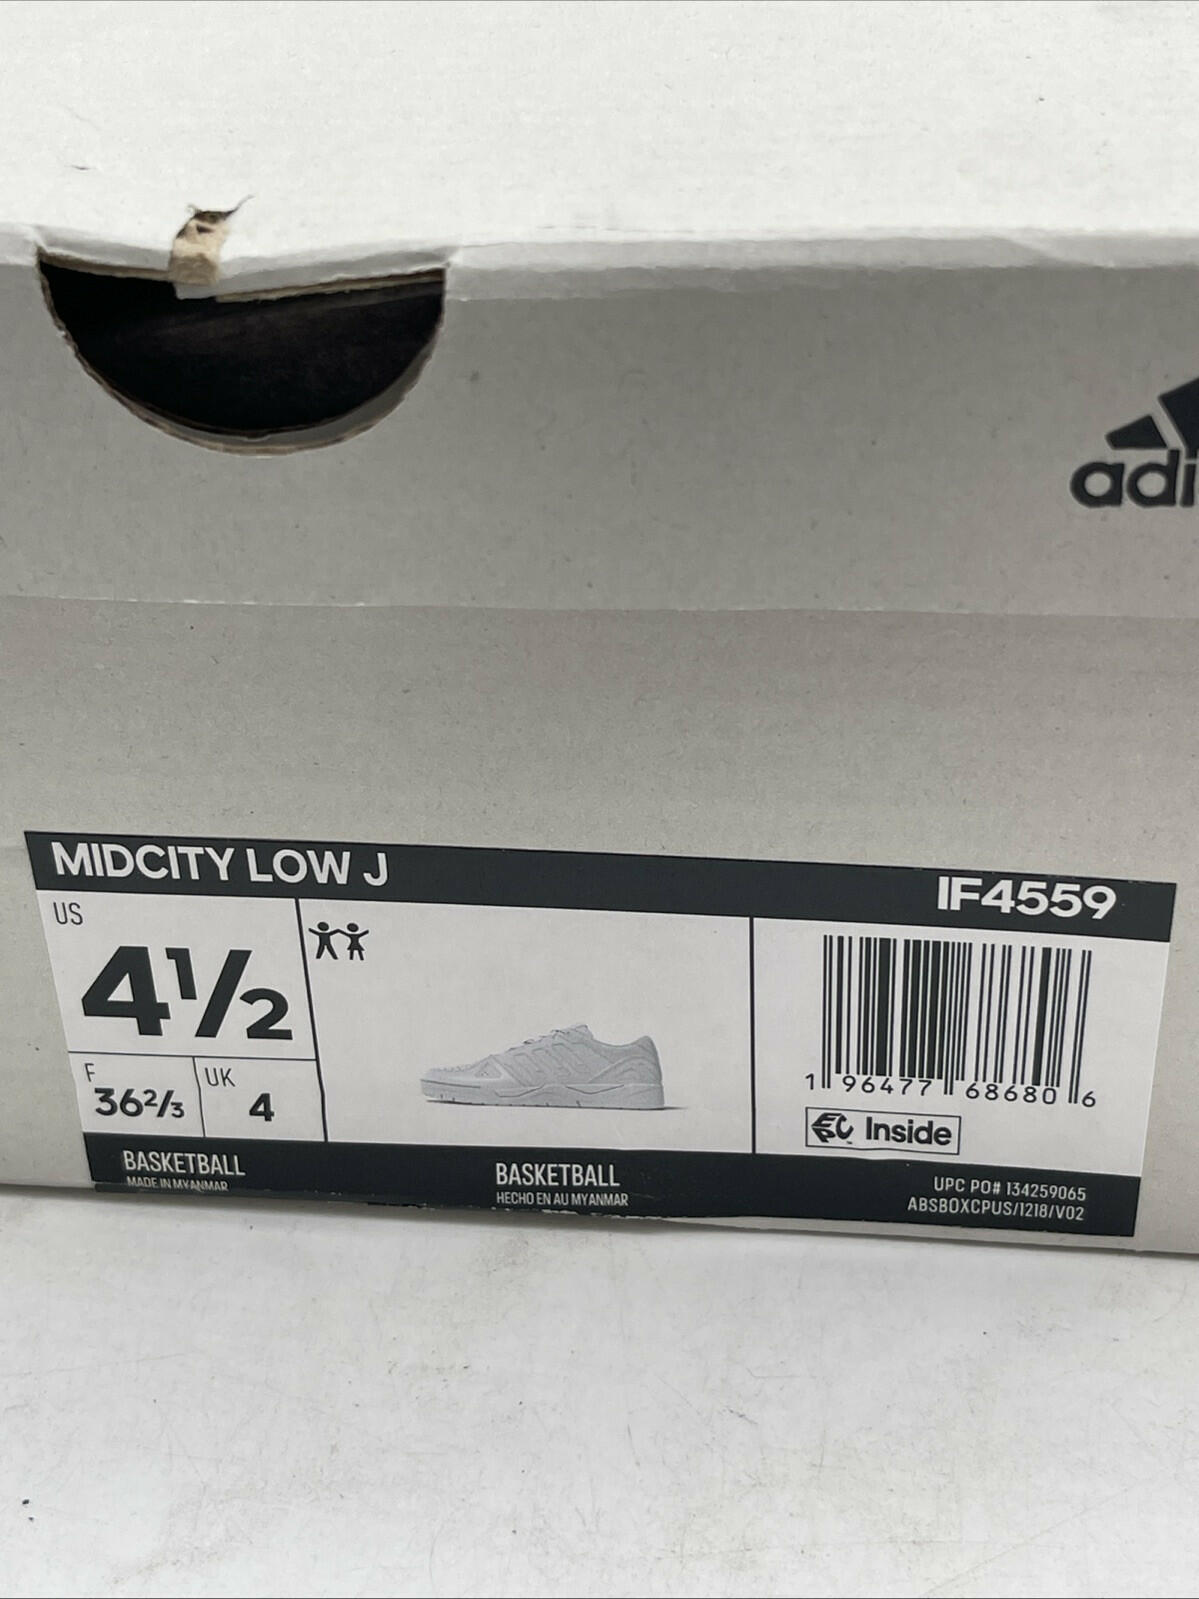 adi
MIDCITY LOW J
IF4559
US
4½
F
36⅔
UK
4
1 96477 68680 6
EPC Inside
BASKETBALL
MADE IN MYANMAR
BASKETBALL
HECHO EN AU MYANMAR
UPC PO# 134259065
ABSBOXCPUS/1218/V02